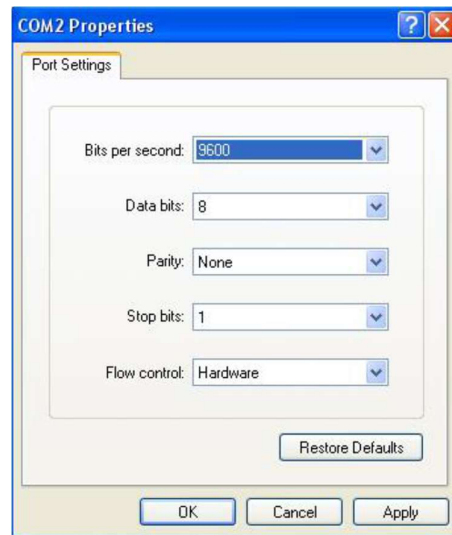 COM2 Properties
Port Settings
Bits per second: 9600
Data bits: 8
Parity: None
Stop bits: 1
Flow control: Hardware
Restore Defaults
OK Cancel Apply